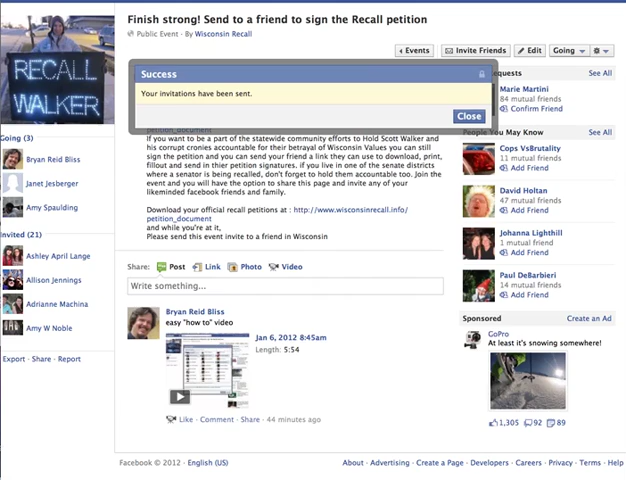 RECALL
WALKER
Finish strong! Send to a friend to sign the Recall petition
Public Event · By Wisconsin Recall
Events
Invite Friends
Edit
Going
Success
Your invitations have been sent.
Close
petition_document
If you want to be a part of the statewide community efforts to Hold Scott Walker and
his corrupt cronies accountable for their betrayal of Wisconsin Values you can still
sign the petition and you can send your friend a link they can use to download, print,
fillout and send in thier petition signatures. if you live in one of the senate districts
where a senator is being recalled, don't forget to hold them accountable too. Join the
event and you will have the option to share this page and invite any of your
likeminded facebook friends and family.
Download your official recall petitions at : http://www.wisconsinrecall.info/
petition_document
and while you're at it,
Please send this event invite to a friend in Wisconsin
Going (3)
Bryan Reid Bliss
Janet Jesberger
Amy Spaulding
Invited (21)
Ashley April Lange
Allison Jennings
Adrianne Machina
Amy W Noble
Export · Share · Report
Share:
Post
Link
Photo
Video
Write something...
Bryan Reid Bliss
easy "how to" video
Jan 6, 2012 8:45am
Length: 5:54
Like · Comment · Share · 44 minutes ago
equests
See All
Marie Martini
84 mutual friends
Confirm Friend
People You May Know
See All
Cops VsBrutality
11 mutual friends
Add Friend
David Holtan
47 mutual friends
Add Friend
Johanna Lighthill
1 mutual friend
Add Friend
Paul DeBarbieri
14 mutual friends
Add Friend
Sponsored
Create an Ad
GoPro
At least it's snowing somewhere!
1,305
92
89
Facebook © 2012 · English (US)
About · Advertising · Create a Page · Developers · Careers · Privacy · Terms · Help